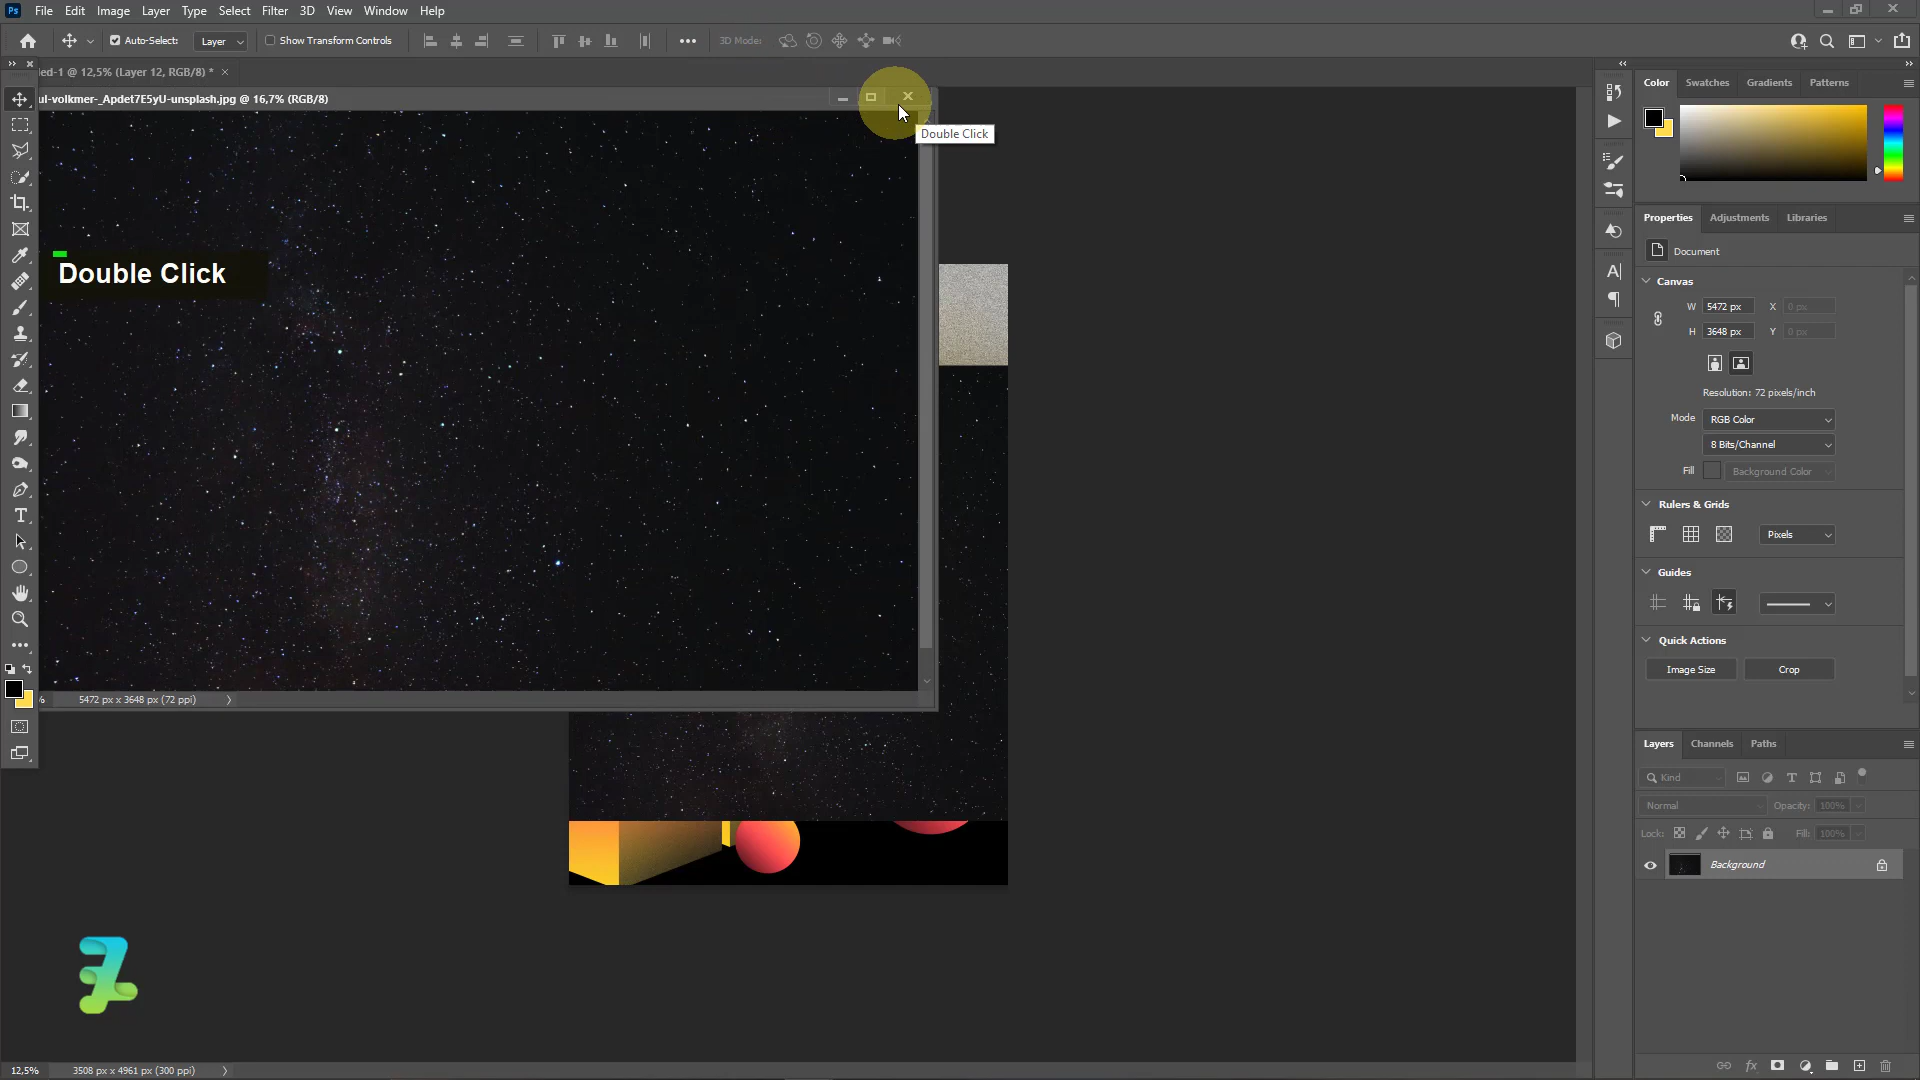 Ps File Edit Image Layer Type Select Filter 3D View Window Help
Auto-Select: Layer Show Transform Controls 3D Mode:
led-1 @ 12,5% (Layer 12, RGB/8) *
ul-volkmer-_Apdet7E5yU-unsplash.jpg @ 16,7% (RGB/8)
Double Click
Double Click
5472 px x 3648 px (72 ppi)
12,5% 3508 px x 4961 px (300 ppi)
Color Swatches Gradients Patterns
Properties Adjustments Libraries
Document
Canvas
W 5472 px X 0 px
H 3648 px Y 0 px
Resolution: 72 pixels/inch
Mode RGB Color
8 Bits/Channel
Fill Background Color
Rulers & Grids
Pixels
Guides
Quick Actions
Image Size Crop
Layers Channels Paths
Kind
Normal Opacity: 100%
Lock: Fill: 100%
Background